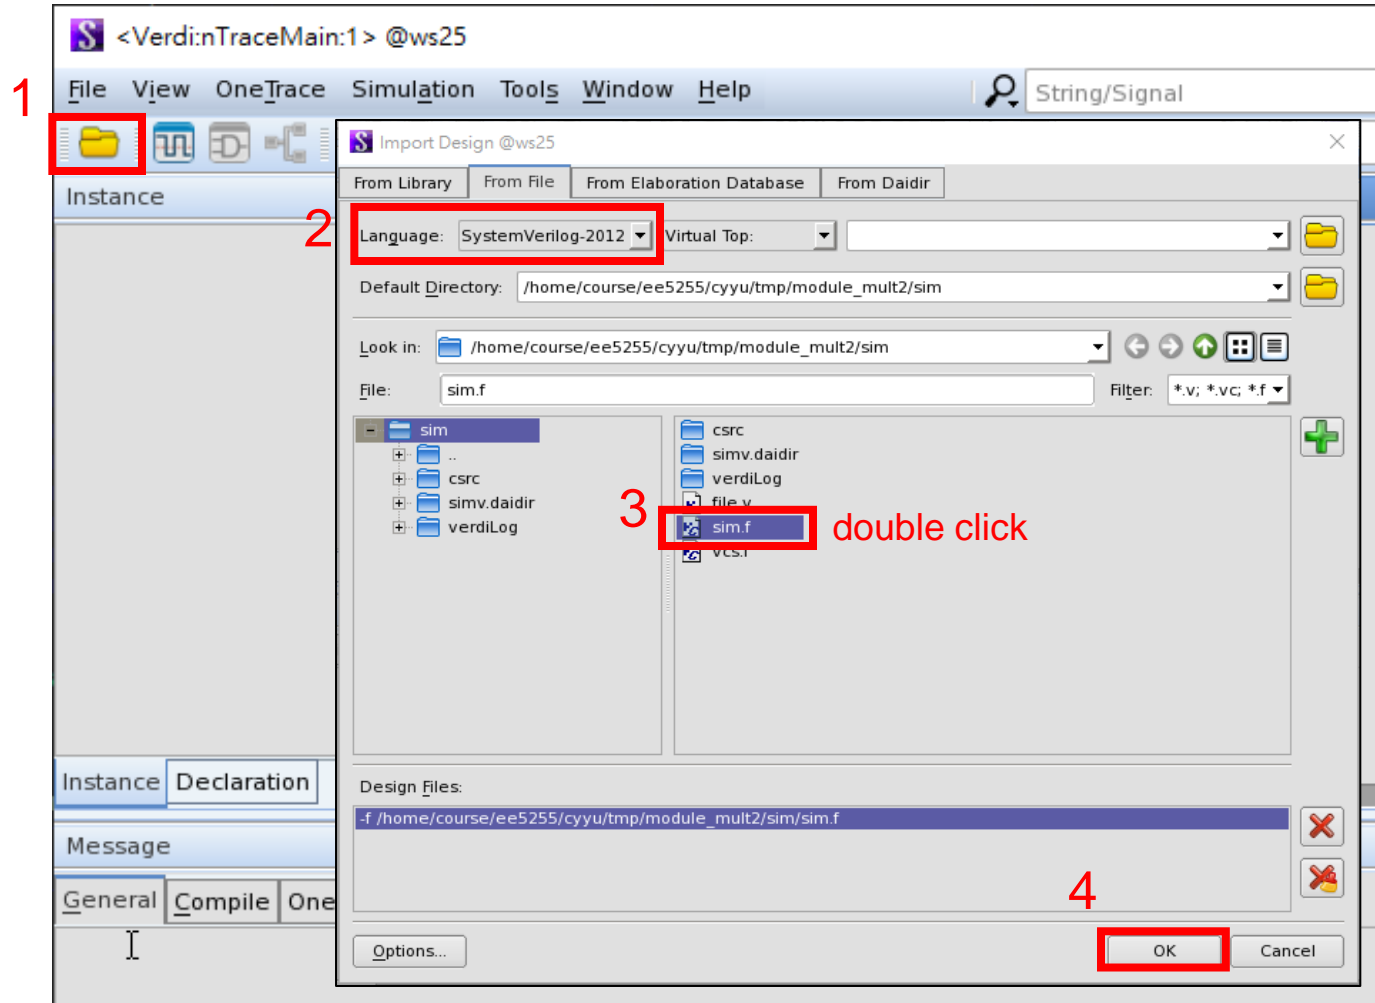 <Verdi:nTraceMain:1> @ws25
1
File View OneTrace Simulation Tools Window Help
String/Signal
Import Design @ws25
Instance
From Library From File From Elaboration Database From Daidir
2
Language: SystemVerilog-2012 Virtual Top:
Default Directory: /home/course/ee5255/cyyu/tmp/module_mult2/sim
Look in: /home/course/ee5255/cyyu/tmp/module_mult2/sim
File: sim.f Filter: *.v; *.vc; *.f
sim
..
csrc
simv.daidir
verdiLog
csrc
simv.daidir
verdiLog
file.v
3
sim.f
double click
vcs.f
Instance Declaration
Design Files:
-f /home/course/ee5255/cyyu/tmp/module_mult2/sim/sim.f
Message
General Compile One
4
Options... OK Cancel